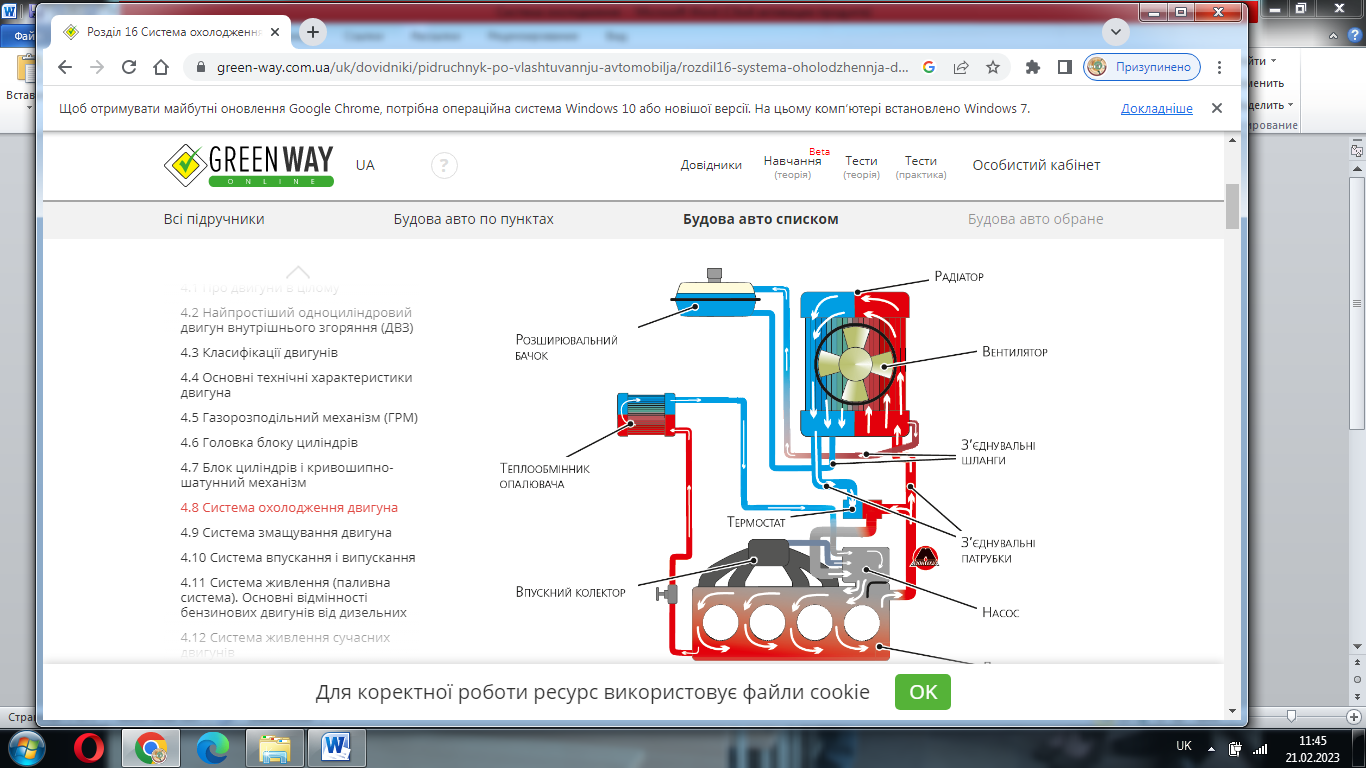 Розділ 16 Система охолодження
green-way.com.ua/uk/dovidniki/pidruchnyk-po-vlashtuvannju-avtomobilja/rozdil16-systema-oholodzhennja-d...
Призупинено
Щоб отримувати майбутні оновлення Google Chrome, потрібна операційна система Windows 10 або новішої версії. На цьому комп'ютері встановлено Windows 7.
Докладніше
GREEN WAY
ONLINE
UA
?
Довідники
Навчання
Beta
(теорія)
Тести
(теорія)
Тести
(практика)
Особистий кабінет
Всі підручники
Будова авто по пунктах
Будова авто списком
Будова авто обране
4.1 Про двигуни в цілому
4.2 Найпростіший одноциліндровий
двигун внутрішнього згоряння (ДВЗ)
4.3 Класифікації двигунів
4.4 Основні технічні характеристики
двигуна
4.5 Газорозподільний механізм (ГРМ)
4.6 Головка блоку циліндрів
4.7 Блок циліндрів і кривошипно-
шатунний механізм
4.8 Система охолодження двигуна
4.9 Система змащування двигуна
4.10 Система впускання і випускання
4.11 Система живлення (паливна
система). Основні відмінності
бензинових двигунів від дизельних
4.12 Система живлення сучасних
двигунів
Радіатор
Розширювальний
бачок
Вентилятор
З'єднувальні
шланги
Теплообмінник
опалювача
Термостат
З'єднувальні
патрубки
Впускний колектор
Насос
Для коректної роботи ресурс використовує файли cookie
OK
UK
11:45
21.02.2023